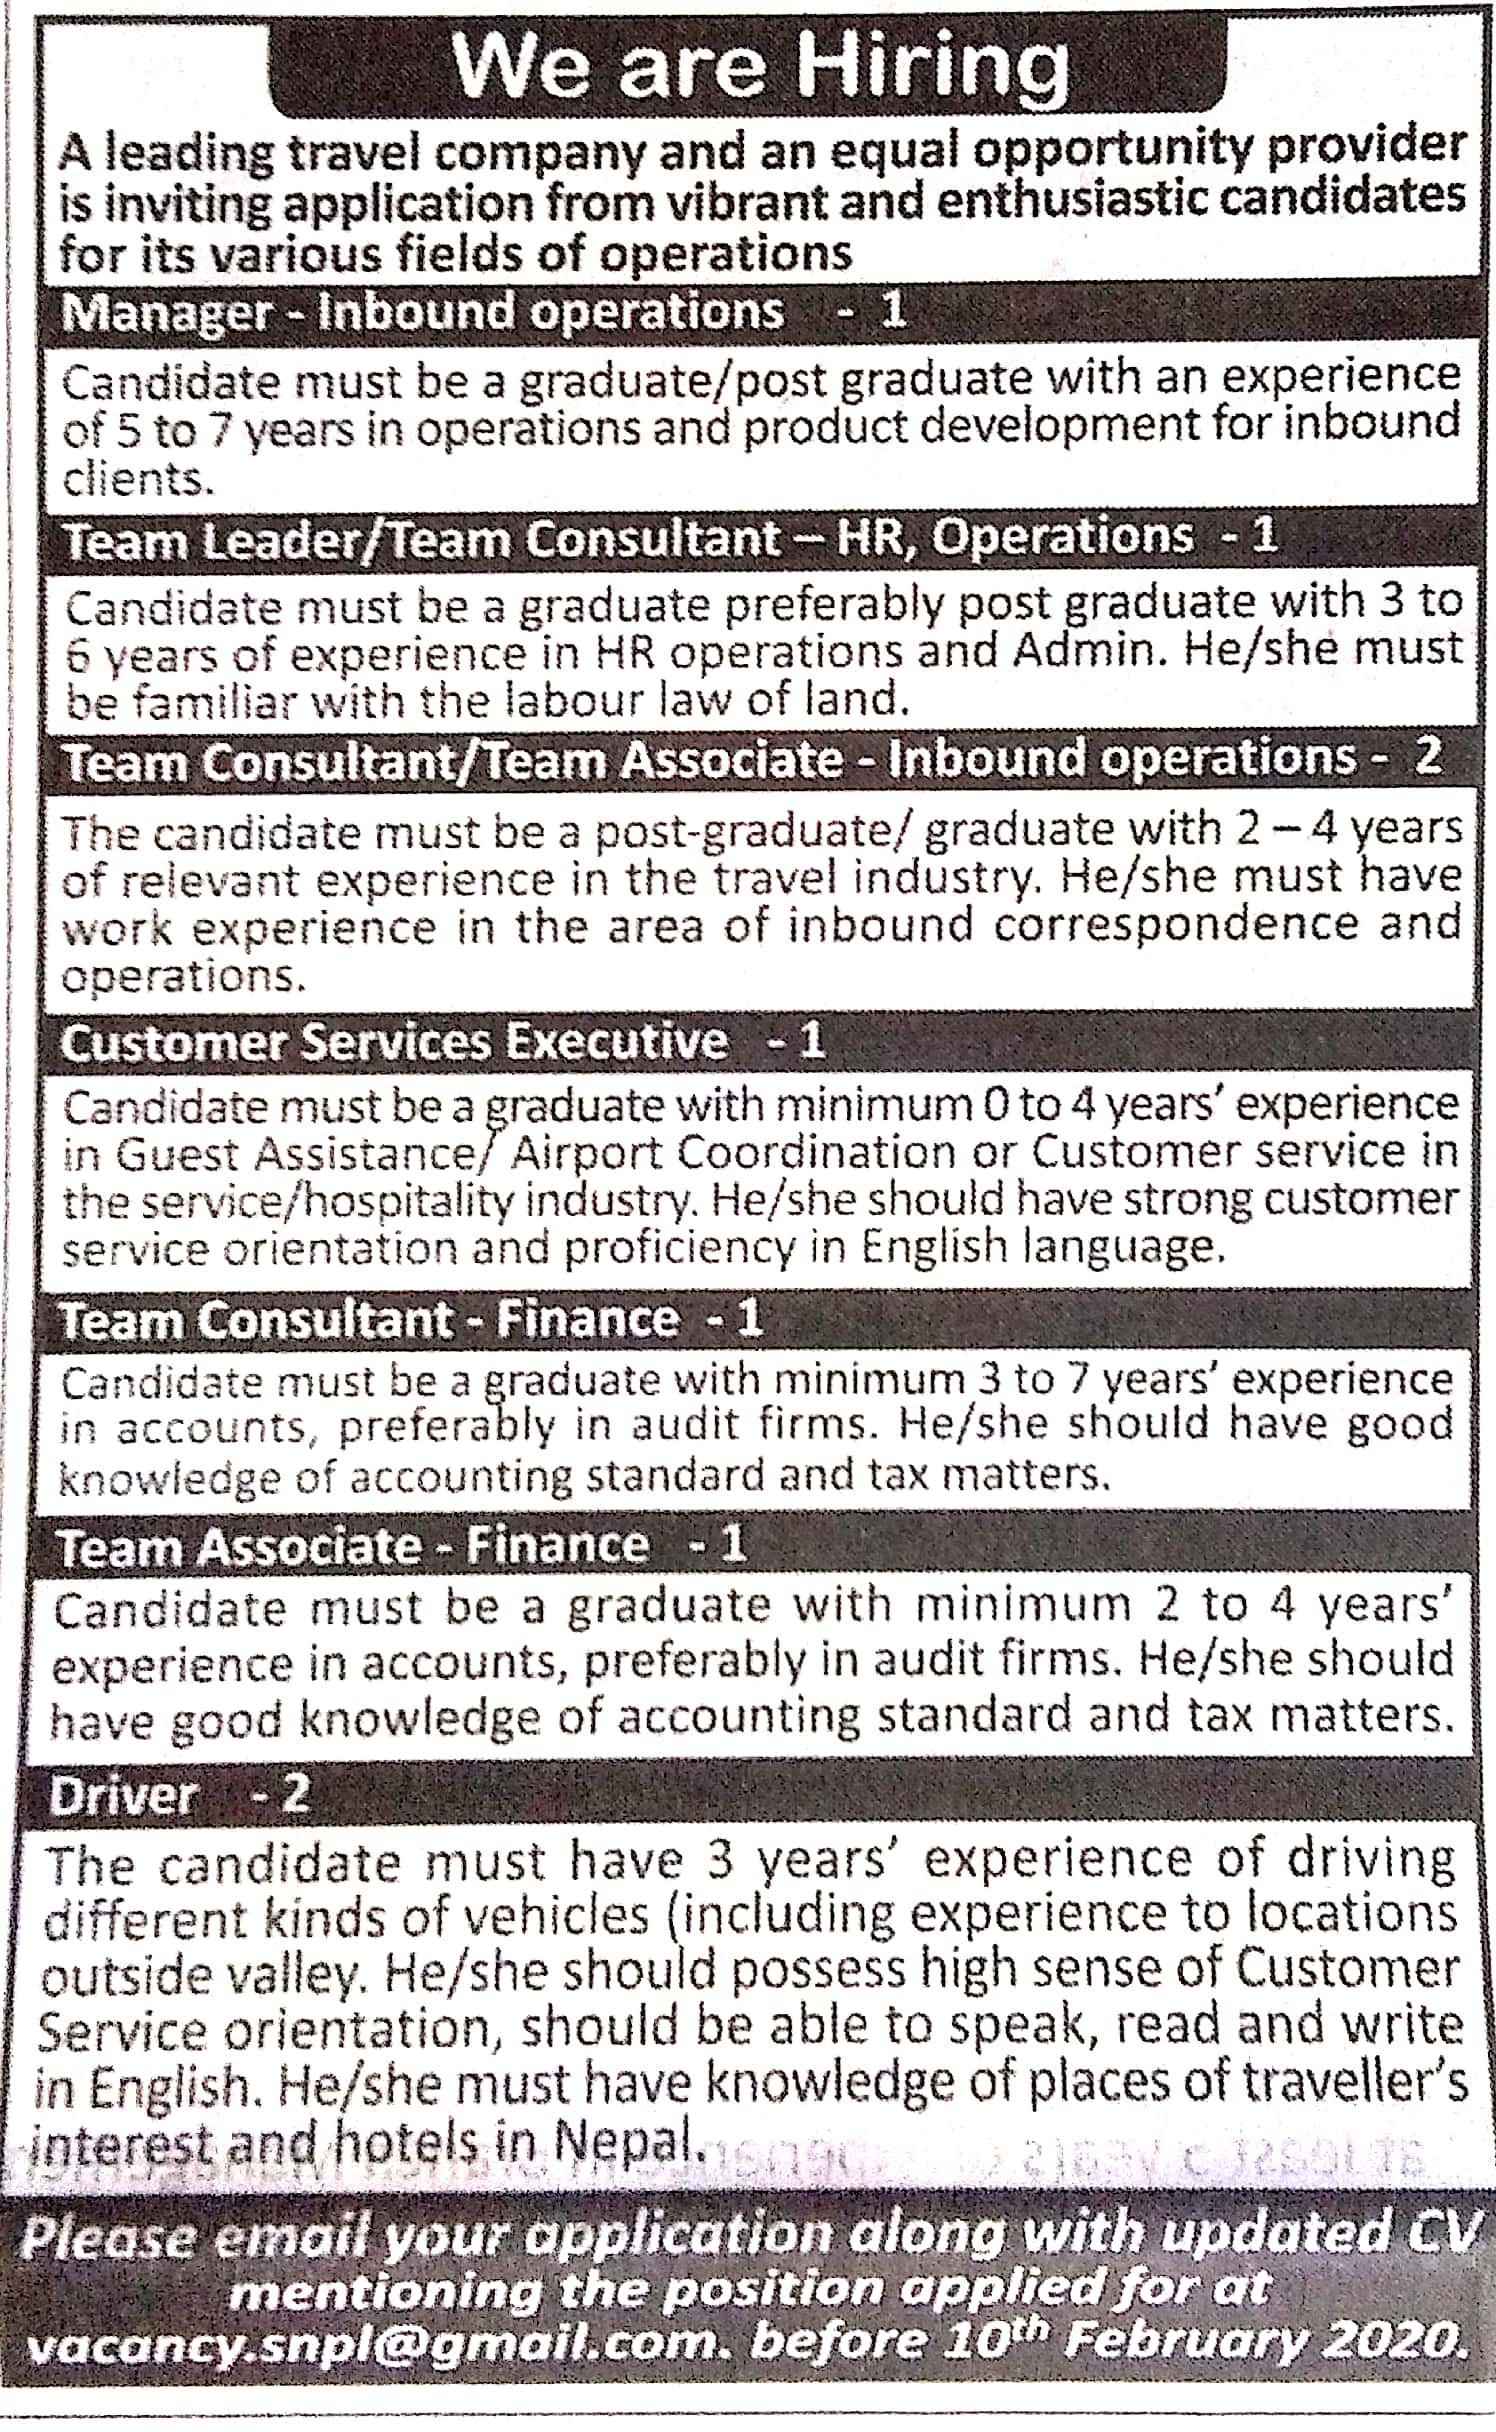 We are Hiring
A leading travel company and an equal opportunity provider
is inviting application from vibrant and enthusiastic candidates
for its various fields of operations
Manager - Inbound operations - 1
Candidate must be a graduate/post graduate with an experience
of 5 to 7 years in operations and product development for inbound
clients.
Team Leader/Team Consultant – HR, Operations - 1
Candidate must be a graduate preferably post graduate with 3 to
6 years of experience in HR operations and Admin. He/she must
be familiar with the labour law of land.
Team Consultant/Team Associate - Inbound operations - 2
The candidate must be a post-graduate/ graduate with 2 – 4 years
of relevant experience in the travel industry. He/she must have
work experience in the area of inbound correspondence and
operations.
Customer Services Executive - 1
Candidate must be a graduate with minimum 0 to 4 years’ experience
in Guest Assistance/ Airport Coordination or Customer service in
the service/hospitality industry. He/she should have strong customer
service orientation and proficiency in English language.
Team Consultant - Finance - 1
Candidate must be a graduate with minimum 3 to 7 years’ experience
in accounts, preferably in audit firms. He/she should have good
knowledge of accounting standard and tax matters.
Team Associate - Finance - 1
Candidate must be a graduate with minimum 2 to 4 years’
experience in accounts, preferably in audit firms. He/she should
have good knowledge of accounting standard and tax matters.
Driver - 2
The candidate must have 3 years’ experience of driving
different kinds of vehicles (including experience to locations
outside valley. He/she should possess high sense of Customer
Service orientation, should be able to speak, read and write
in English. He/she must have knowledge of places of traveller’s
interest and hotels in Nepal.
Please email your application along with updated CV
mentioning the position applied for at
vacancy.snpl@gmail.com. before 10th February 2020.